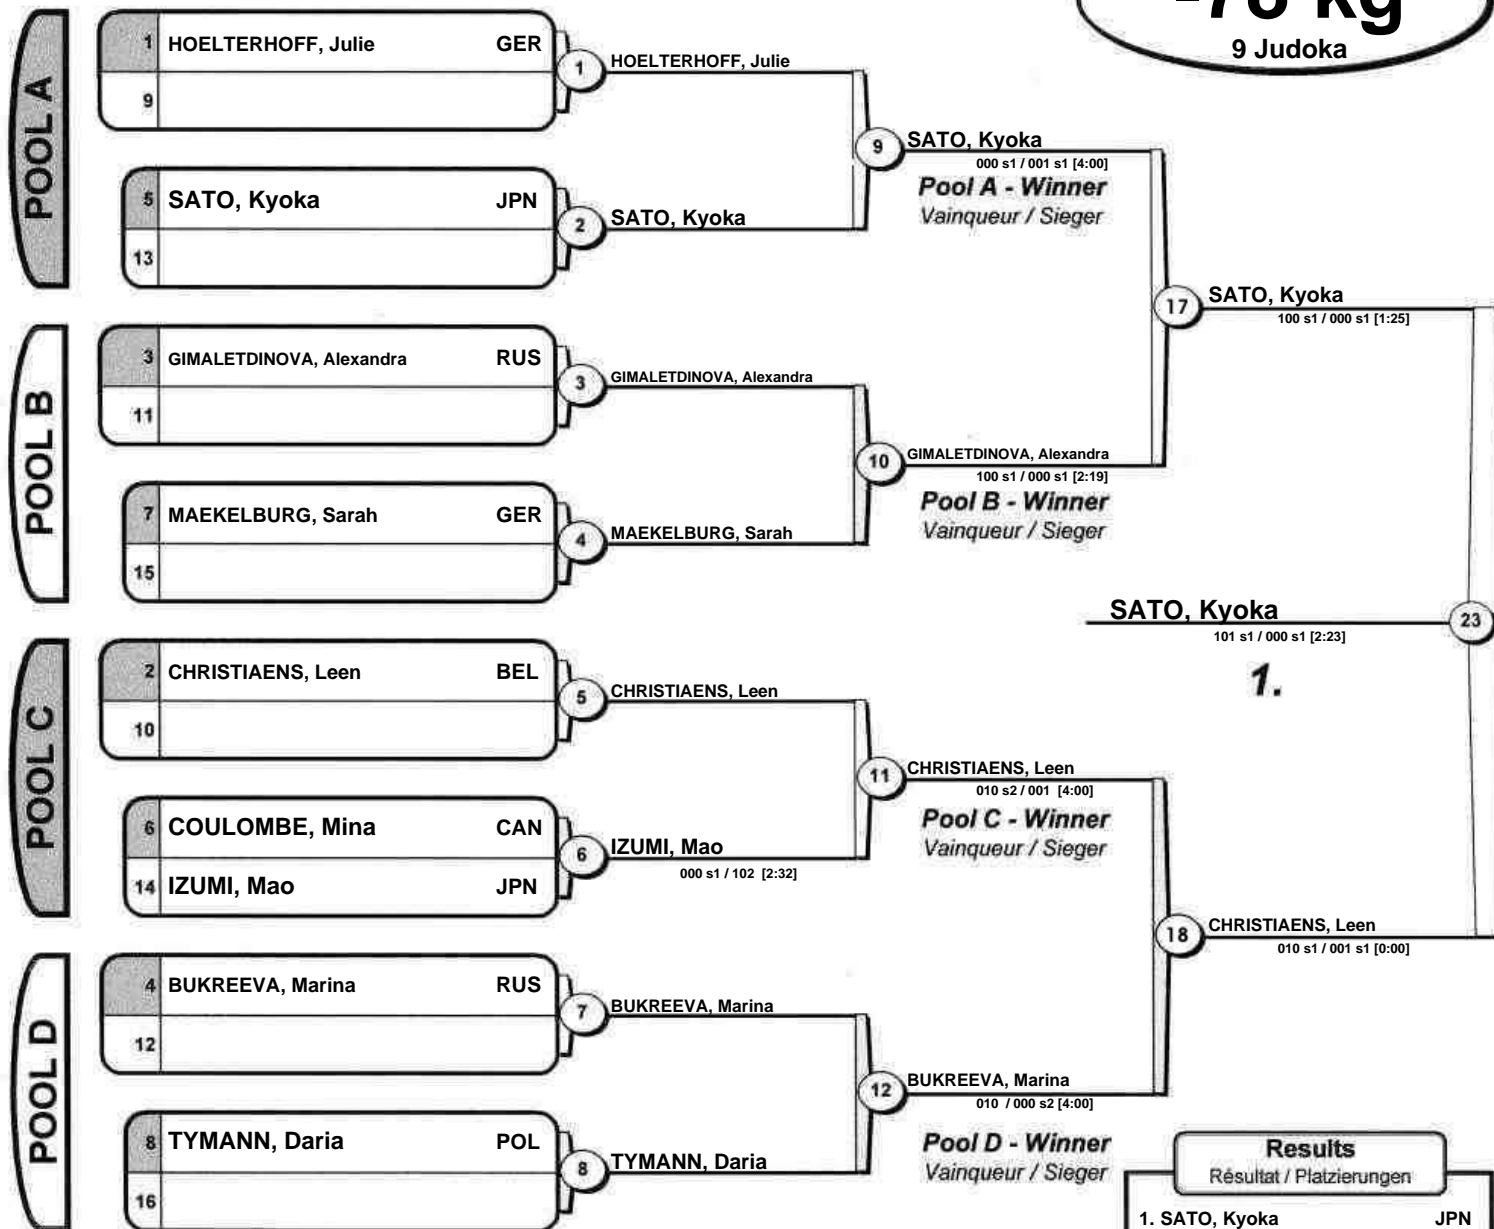 -78 kg
9 Judoka
POOL A
1 HOELTERHOFF, Julie GER
9
1
HOELTERHOFF, Julie
5 SATO, Kyoka JPN
13
2
SATO, Kyoka
9
SATO, Kyoka
000 s1 / 001 s1 [4:00]
Pool A - Winner
Vainqueur / Sieger
POOL B
3 GIMALETDINOVA, Alexandra RUS
11
3
GIMALETDINOVA, Alexandra
7 MAEKELBURG, Sarah GER
15
4
MAEKELBURG, Sarah
10
GIMALETDINOVA, Alexandra
100 s1 / 000 s1 [2:19]
Pool B - Winner
Vainqueur / Sieger
17
SATO, Kyoka
100 s1 / 000 s1 [1:25]
SATO, Kyoka
23
101 s1 / 000 s1 [2:23]
1.
POOL C
2 CHRISTIAENS, Leen BEL
10
5
CHRISTIAENS, Leen
6 COULOMBE, Mina CAN
14 IZUMI, Mao JPN
6
IZUMI, Mao
000 s1 / 102 [2:32]
11
CHRISTIAENS, Leen
010 s2 / 001 [4:00]
Pool C - Winner
Vainqueur / Sieger
18
CHRISTIAENS, Leen
010 s1 / 001 s1 [0:00]
POOL D
4 BUKREEVA, Marina RUS
12
7
BUKREEVA, Marina
8 TYMANN, Daria POL
16
8
TYMANN, Daria
12
BUKREEVA, Marina
010 / 000 s2 [4:00]
Pool D - Winner
Vainqueur / Sieger
Results
Résultat / Platzierungen
1. SATO, Kyoka JPN